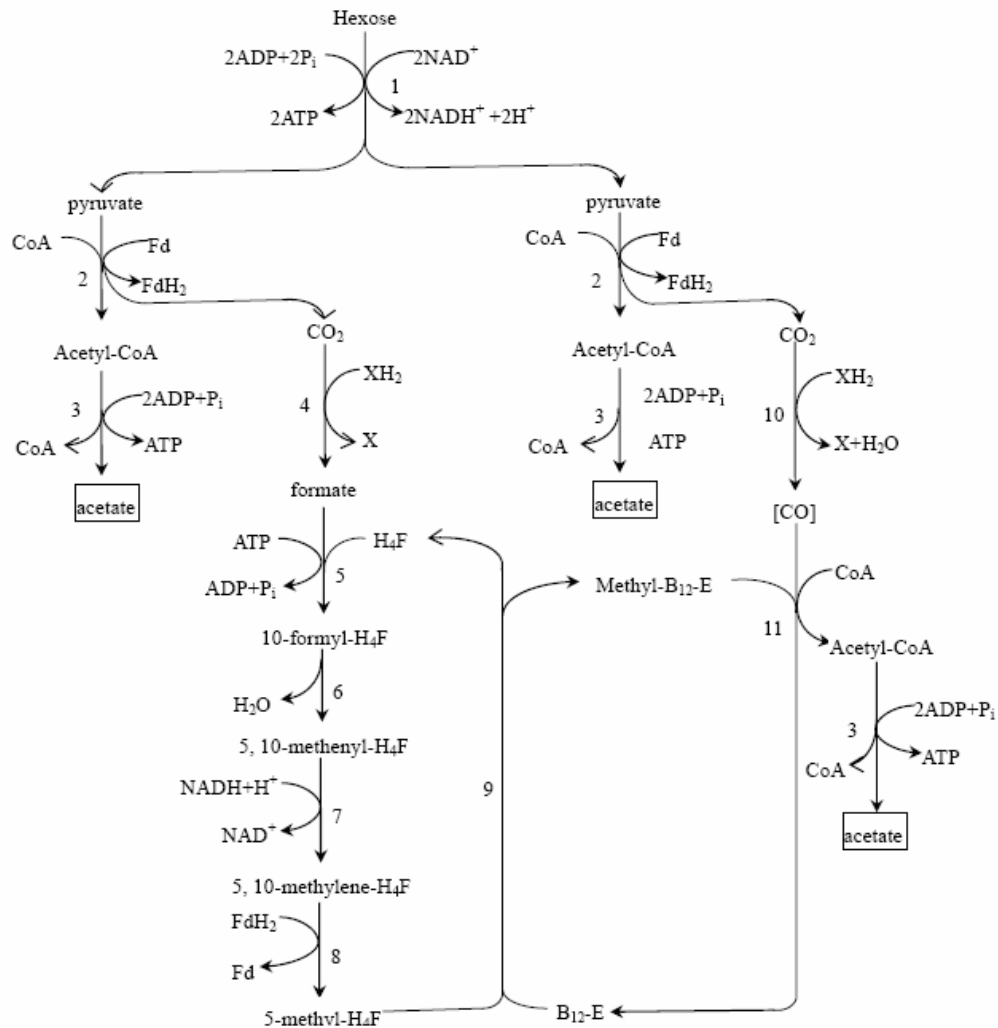 Hexose
2ADP+2Pi 2NAD+
1
2ATP 2NADH+ +2H+
pyruvate pyruvate
CoA Fd CoA Fd
2 FdH2 2 FdH2
CO2 CO2
Acetyl-CoA Acetyl-CoA
XH2 XH2
3 2ADP+Pi 4 3 2ADP+Pi 10
CoA ATP X CoA ATP X+H2O
acetate formate acetate [CO]
ATP H4F
5 CoA
ADP+Pi Methyl-B12-E
11
10-formyl-H4F Acetyl-CoA
6
H2O 3 2ADP+Pi
5, 10-methenyl-H4F CoA ATP
NADH+H+ 9
7
NAD+ acetate
5, 10-methylene-H4F
FdH2
8
Fd
5-methyl-H4F B12-E